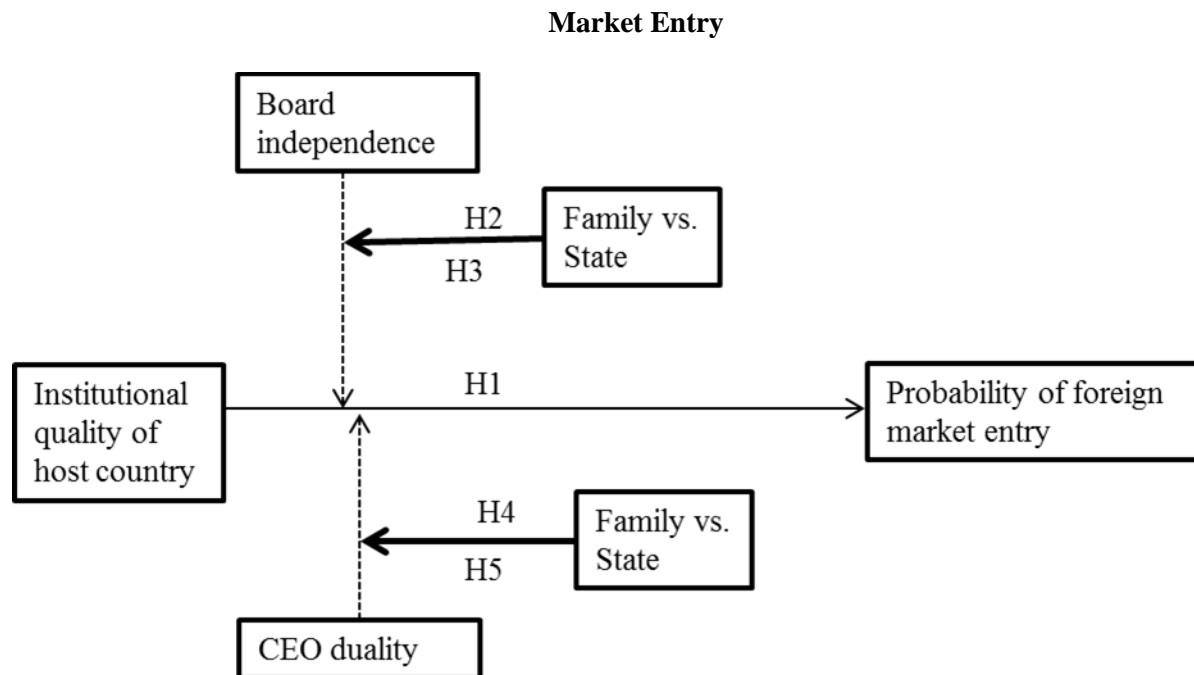 Market Entry
Board
independence
H2
Family vs.
State
H3
Institutional
quality of
host country
H1
Probability of foreign
market entry
H4
Family vs.
State
H5
CEO duality